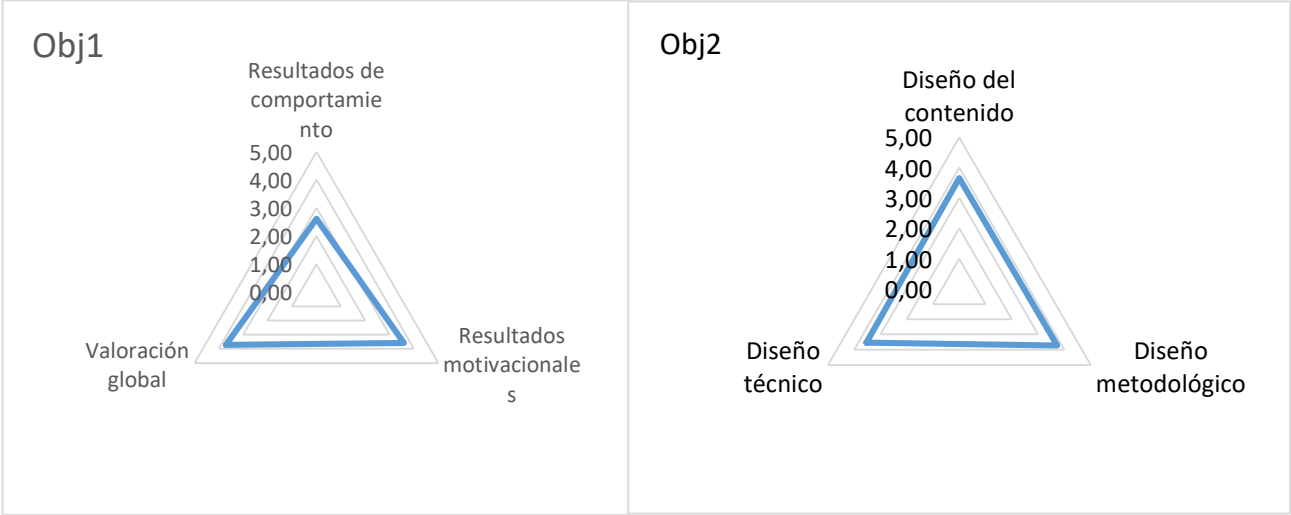 Obj1
Resultados de
comportamie
nto
5,00
4,00
3,00
2,00
1,00
0,00
Valoración
global
Resultados
motivacionale
s
Obj2
Diseño del
contenido
5,00
4,00
3,00
2,00
1,00
0,00
Diseño
técnico
Diseño
metodológico